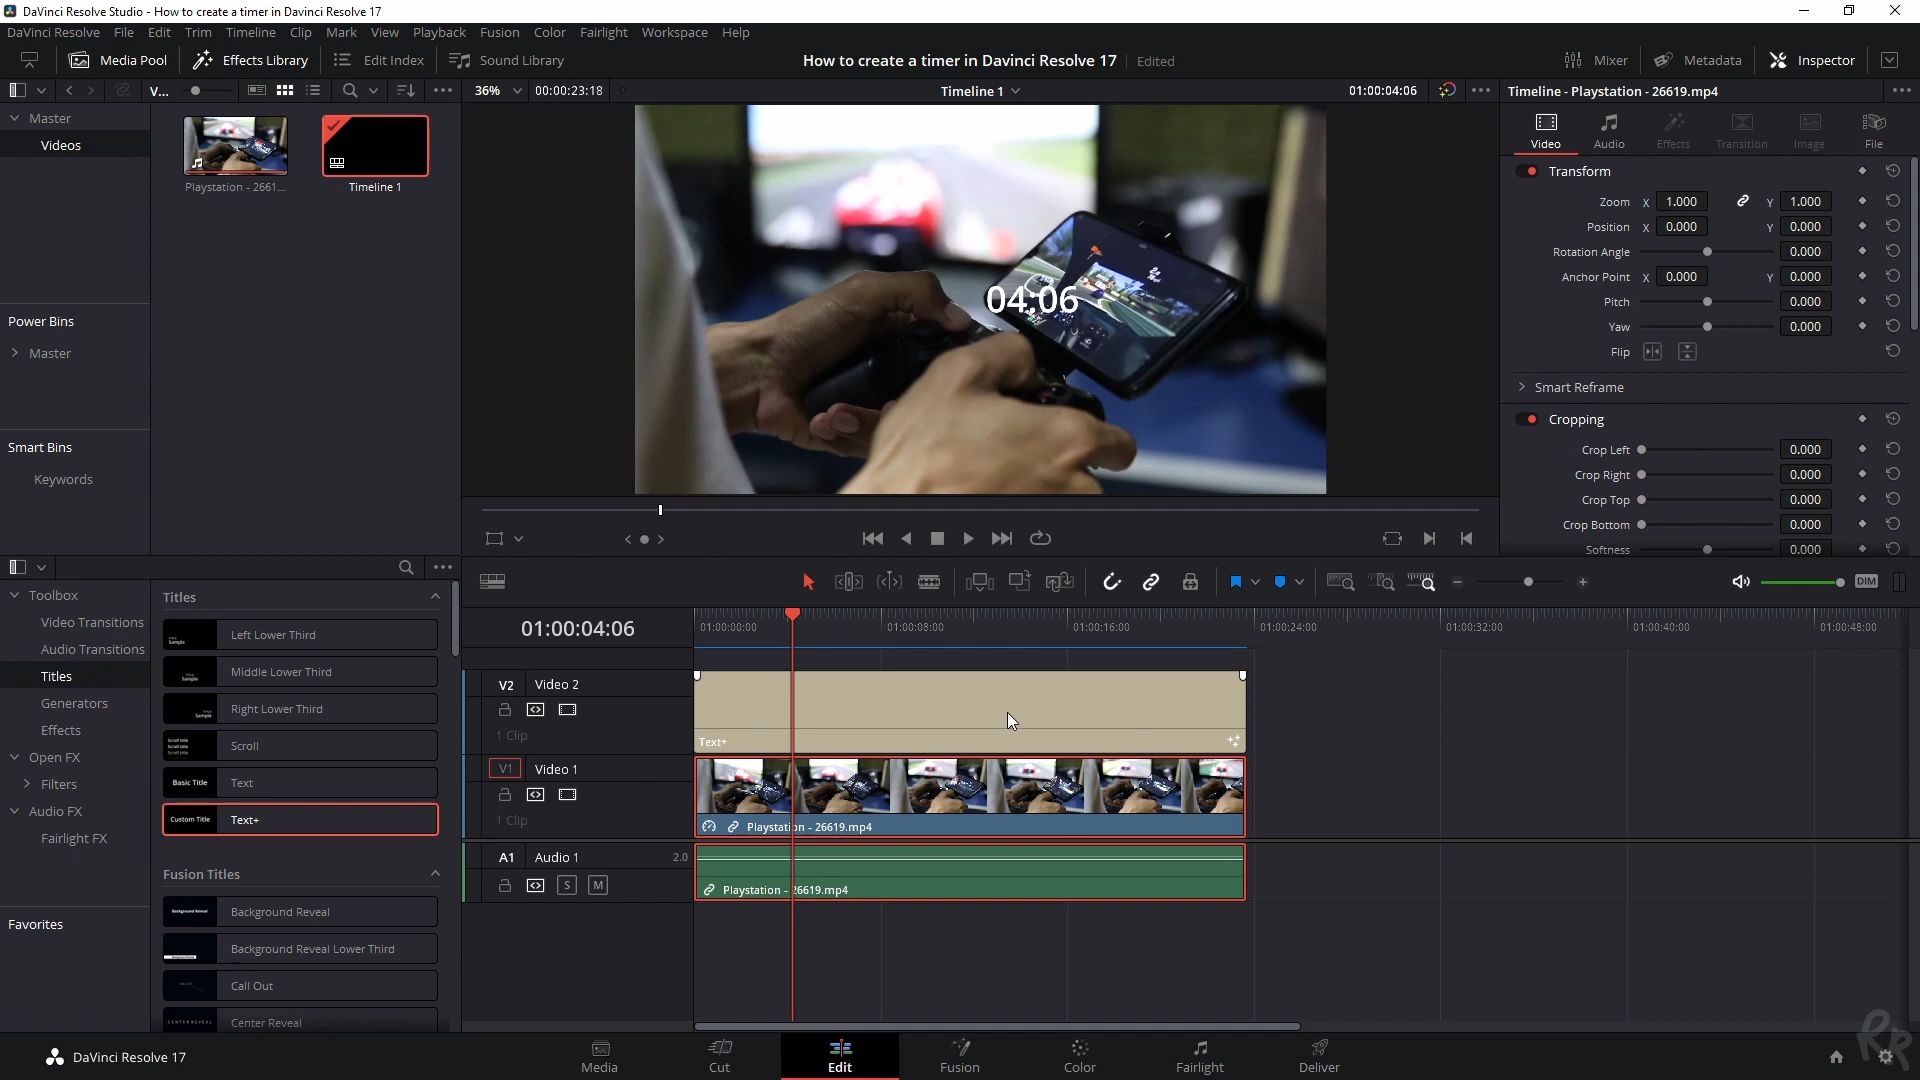 DaVinci Resolve Studio - How to create a timer in Davinci Resolve 17
DaVinci Resolve File Edit Trim Timeline Clip Mark View Playback Fusion Color Fairlight Workspace Help
Media Pool Effects Library Edit Index Sound Library How to create a timer in Davinci Resolve 17 Edited Mixer Metadata Inspector
V... 36% 00:00:23:18 Timeline 1 01:00:04:06 Timeline - Playstation - 26619.mp4
Master
Videos
Playstation - 2661...
Timeline 1
Power Bins
Master
Smart Bins
Keywords
04:06
Video Audio Effects Transition Image File
Transform
Zoom X 1.000 Y 1.000
Position X 0.000 Y 0.000
Rotation Angle 0.000
Anchor Point X 0.000 Y 0.000
Pitch 0.000
Yaw 0.000
Flip
Smart Reframe
Cropping
Crop Left 0.000
Crop Right 0.000
Crop Top 0.000
Crop Bottom 0.000
Softness 0.000
Toolbox
Video Transitions
Audio Transitions
Titles
Generators
Effects
Open FX
Filters
Audio FX
Fairlight FX
Favorites
Titles
Left Lower Third
Middle Lower Third
Right Lower Third
Scroll
Basic Title Text
Custom Title Text+
Fusion Titles
Background Reveal Background Reveal
Background Reveal Lower Third
Call Out
CENTER REVEAL Center Reveal
DIM
01:00:04:06
01:00:00:00 01:00:08:00 01:00:16:00 01:00:24:00 01:00:32:00 01:00:40:00 01:00:48:00
V2 Video 2
1 Clip
Text+
V1 Video 1
1 Clip
Playstation - 26619.mp4
A1 Audio 1 2.0
S M
Playstation - 26619.mp4
DaVinci Resolve 17
Media Cut Edit Fusion Color Fairlight Deliver
RR